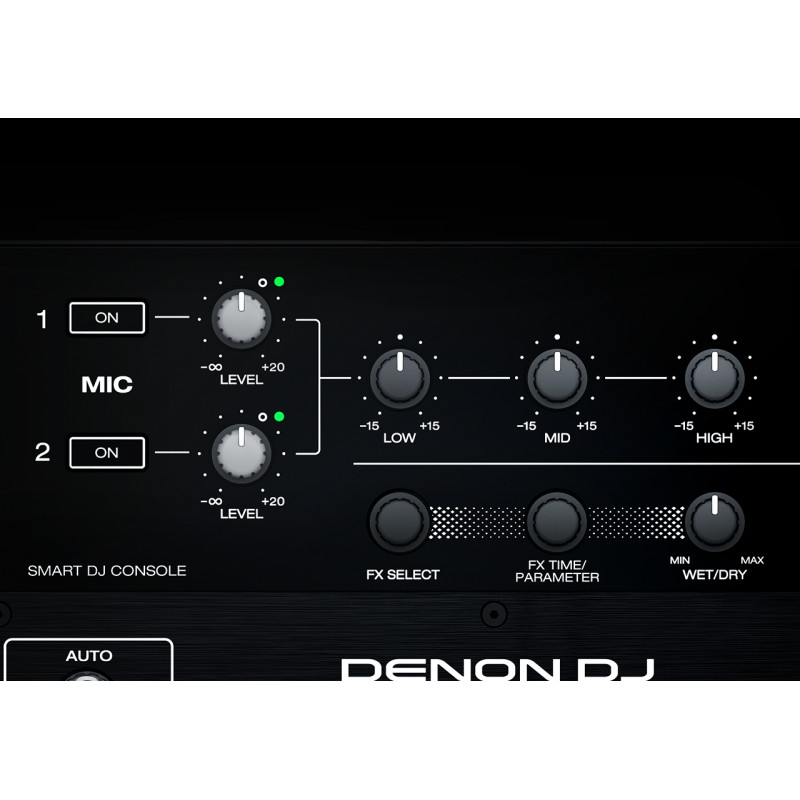 1
ON
-∞
+20
LEVEL
MIC
2
ON
-∞
+20
LEVEL
-15
+15
LOW
-15
+15
MID
-15
+15
HIGH
FX SELECT
FX TIME/
PARAMETER
MIN
MAX
WET/DRY
SMART DJ CONSOLE
AUTO
DENON DJ